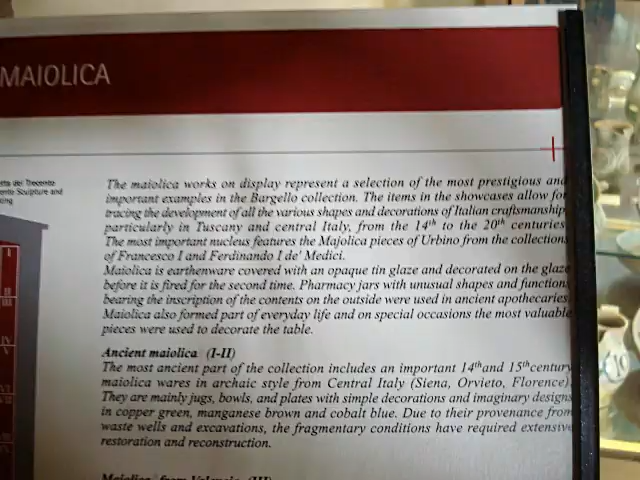 MAIOLICA
The maiolica works on display represent a selection of the most prestigious and
important examples in the Bargello collection. The items in the showcases allow for
tracing the development of all the various shapes and decorations of Italian craftsmanship
particularly in Tuscany and central Italy, from the 14th to the 20th centuries
The most important nucleus features the Majolica pieces of Urbino from the collections
of Francesco I and Ferdinando I de' Medici.
Maiolica is earthenware covered with an opaque tin glaze and decorated on the glaze
before it is fired for the second time. Pharmacy jars with unusual shapes and function,
bearing the inscription of the contents on the outside were used in ancient apothecaries.
Maiolica also formed part of everyday life and on special occasions the most valuable
pieces were used to decorate the table.
Ancient maiolica (I-II)
The most ancient part of the collection includes an important 14thand 15thcentury
maiolica wares in archaic style from Central Italy (Siena, Orvieto, Florence).
They are mainly jugs, bowls, and plates with simple decorations and imaginary designs
in copper green, manganese brown and cobalt blue. Due to their provenance from
waste wells and excavations, the fragmentary conditions have required extensive
restoration and reconstruction.
Maiolica from Valencia (III)